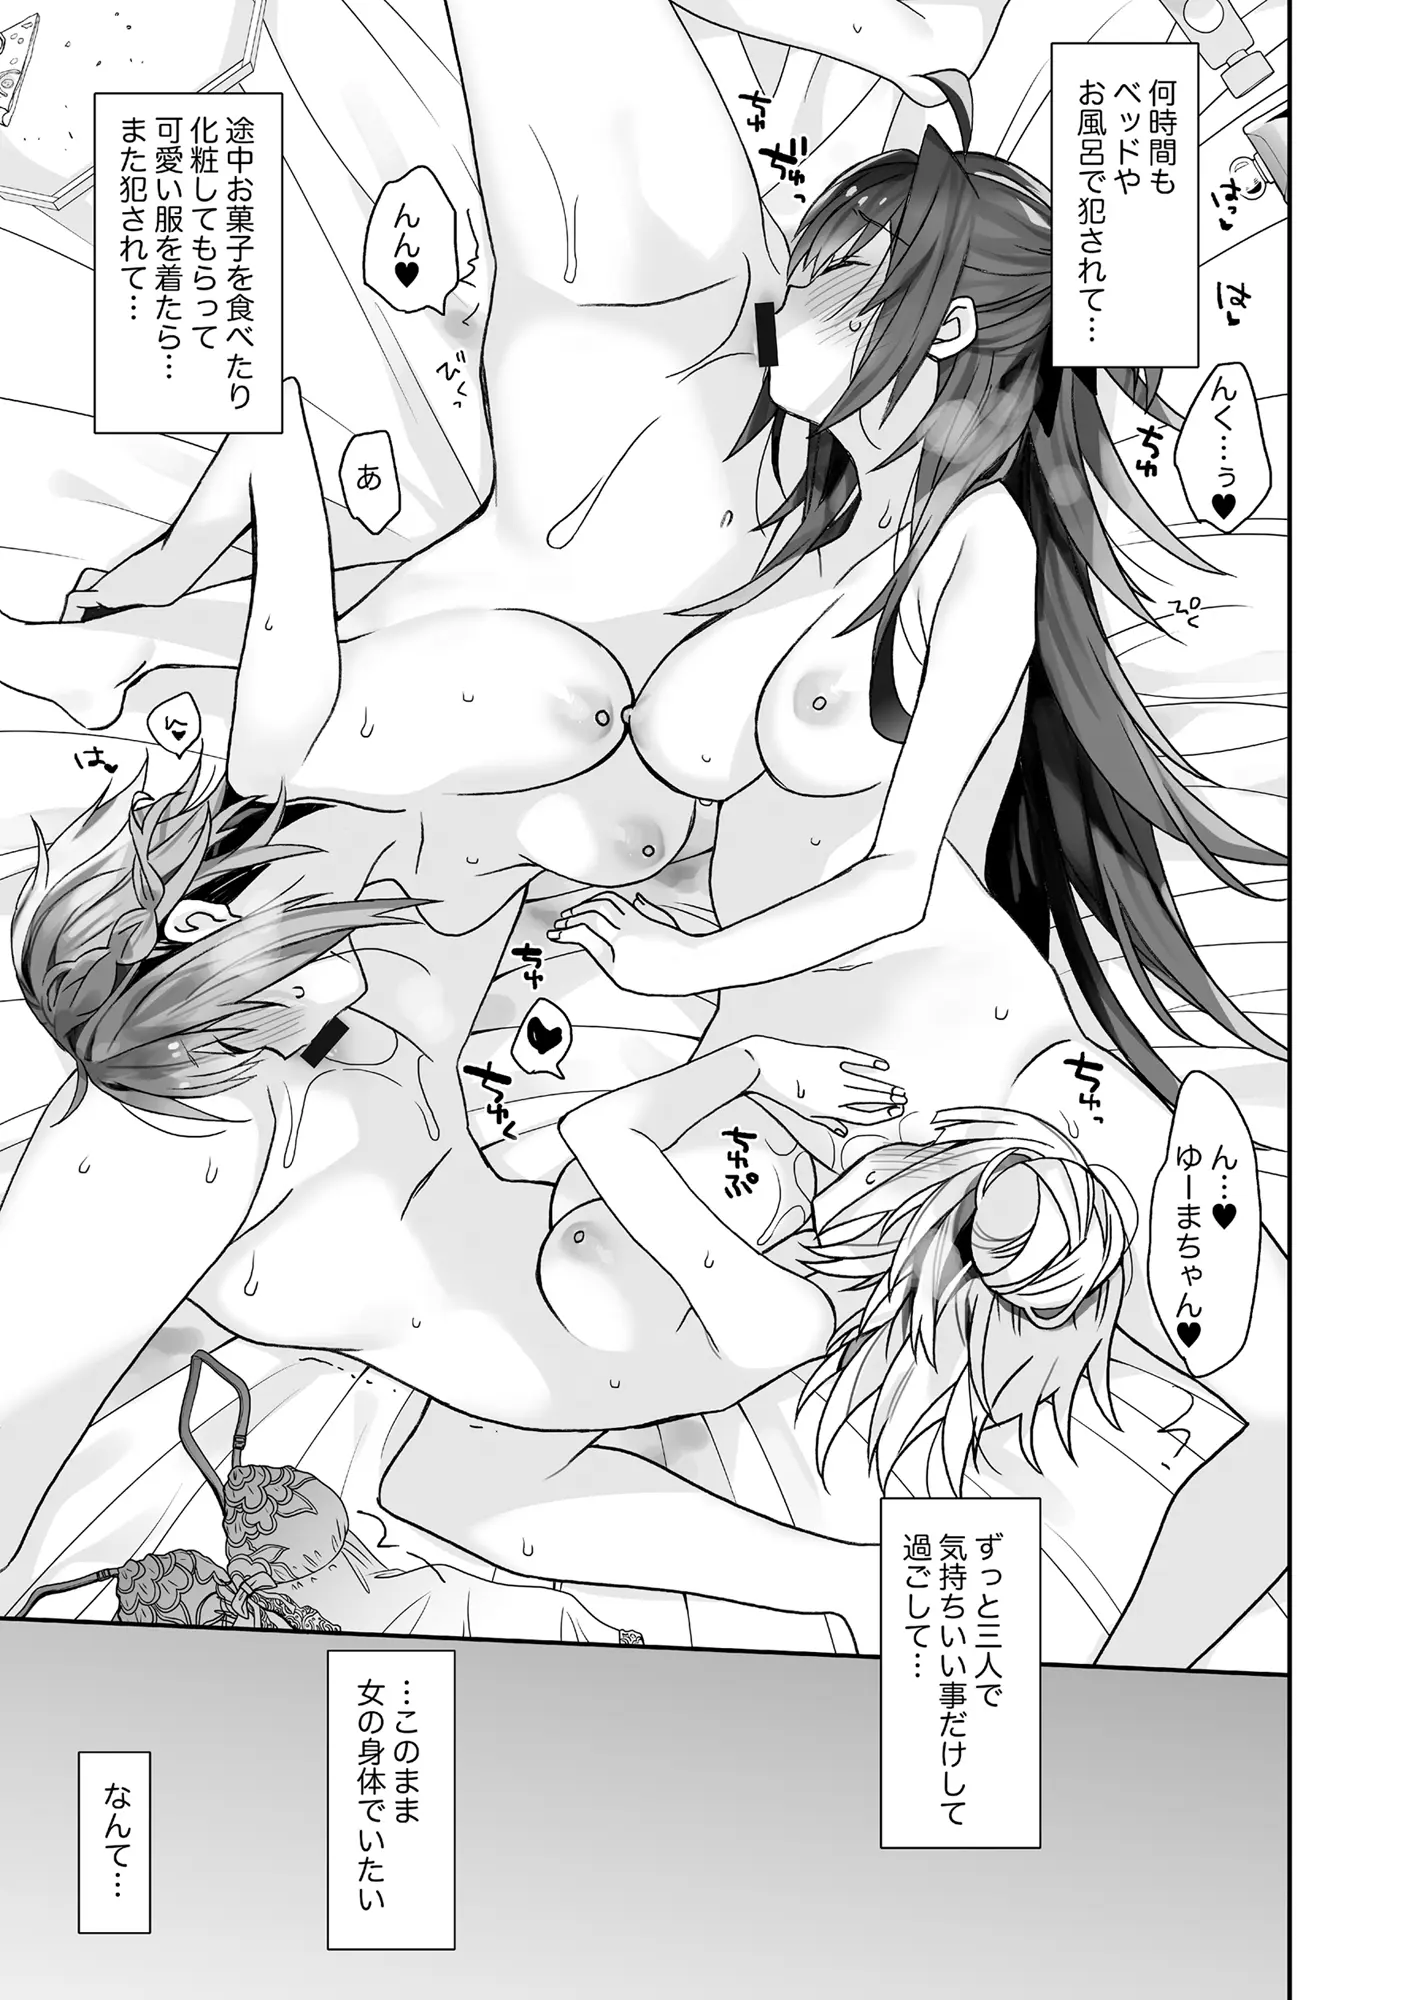 何時間も
ベッドや
お風呂で犯されて…
はっ♥
はぁ♥
んく…ぅ♥
ちゅ
ちゅっ
ちゅ
んん♥
びくっ
途中お菓子を食べたり
化粧してもらって
可愛い服を着たら…
また犯されて…
あ
ぴく
は♥
ちゅ
ちゅく
ちゅぷ
ちゅっ
ん…♥
ゆーまちゃん♥
ずっと三人で
気持ちいい事だけして
過ごして…
…このまま
女の身体でいたい
なんて…